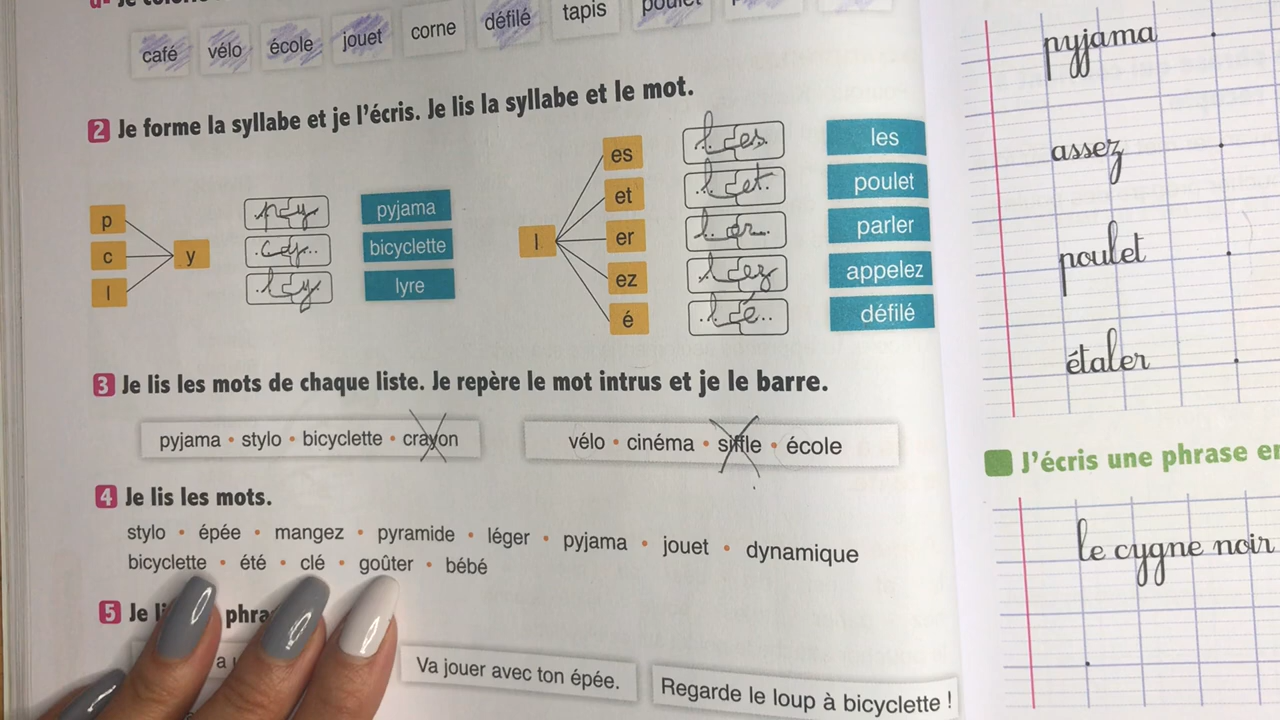 café vélo école jouet corne défilé tapis poulet
2 Je forme la syllabe et je l'écris. Je lis la syllabe et le mot.
p
c
l
y
py
cy
ly
pyjama
bicyclette
lyre
l
es
et
er
ez
é
les
let
ler
lez
lé
les
poulet
parler
appelez
défilé
3 Je lis les mots de chaque liste. Je repère le mot intrus et je le barre.
pyjama • stylo • bicyclette • crayon
vélo • cinéma • siffle • école
4 Je lis les mots.
stylo • épée • mangez • pyramide • léger • pyjama • jouet • dynamique
bicyclette • été • clé • goûter • bébé
5 Je phra
a
Va jouer avec ton épée.
Regarde le loup à bicyclette !
pyjama
assez
poulet
étaler
J'écris une phrase en
le cygne noir